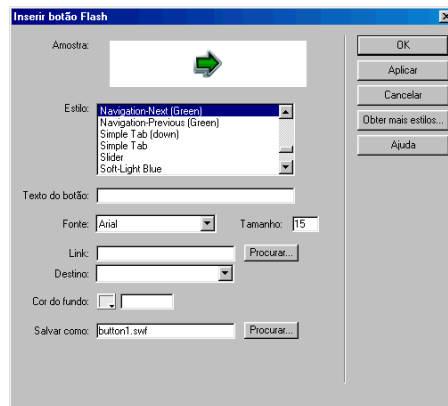 Inserir botão Flash
Amostra:
OK
Aplicar
Cancelar
Obter mais estilos...
Ajuda
Estilo:
Navigation-Next (Green)
Navigation-Previous (Green)
Simple Tab (down)
Simple Tab
Slider
Soft-Light Blue
Texto do botão:
Fonte: Arial Tamanho: 15
Link: Procurar...
Destino:
Cor do fundo:
Salvar como: button1.swf Procurar...